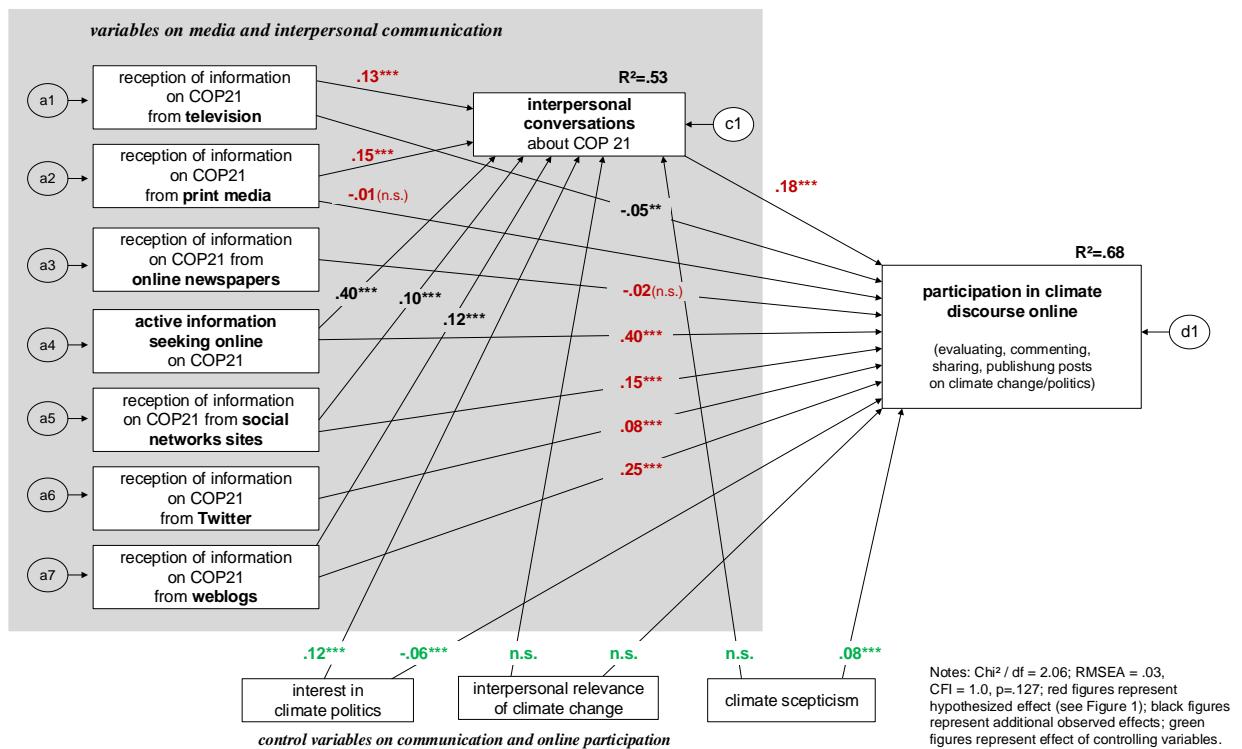 variables on media and interpersonal communication
a1
reception of information
on COP21
from television
.13***
R²=.53
interpersonal
conversations
about COP 21
c1
a2
reception of information
on COP21
from print media
.15***
-.01(n.s.)
-.05**
.18***
a3
reception of information
on COP21 from
online newspapers
.40***
.10***
.12***
-.02(n.s.)
R²=.68
participation in climate
discourse online
(evaluating, commenting,
sharing, publishung posts
on climate change/politics)
d1
a4
active information
seeking online
on COP21
.40***
a5
reception of information
on COP21 from social
networks sites
.15***
.08***
a6
reception of information
on COP21
from Twitter
.25***
a7
reception of information
on COP21
from weblogs
.12***
-.06***
n.s.
n.s.
n.s.
.08***
interest in
climate politics
interpersonal relevance
of climate change
climate scepticism
control variables on communication and online participation
Notes: Chi² / df = 2.06; RMSEA = .03,
CFI = 1.0, p=.127; red figures represent
hypothesized effect (see Figure 1); black figures
represent additional observed effects; green
figures represent effect of controlling variables.